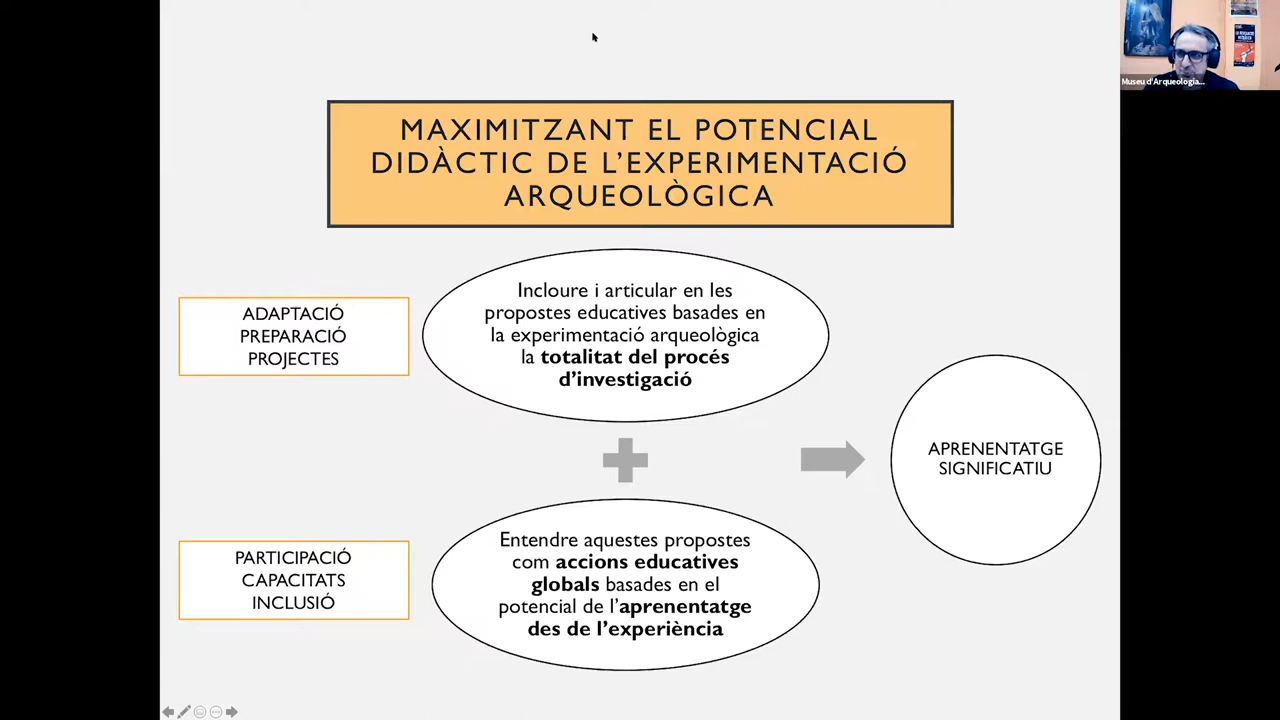 MAXIMITZANT EL POTENCIAL
DIDÀCTIC DE L'EXPERIMENTACIÓ
ARQUEOLÒGICA
ADAPTACIÓ
PREPARACIÓ
PROJECTES
Incloure i articular en les
propostes educatives basades en
la experimentació arqueològica
la totalitat del procés
d'investigació
APRENENTATGE
SIGNIFICATIU
PARTICIPACIÓ
CAPACITATS
INCLUSIÓ
Entendre aquestes propostes
com accions educatives
globals basades en el
potencial de l'aprenentatge
des de l'experiència
Museu d'Arqueologia...